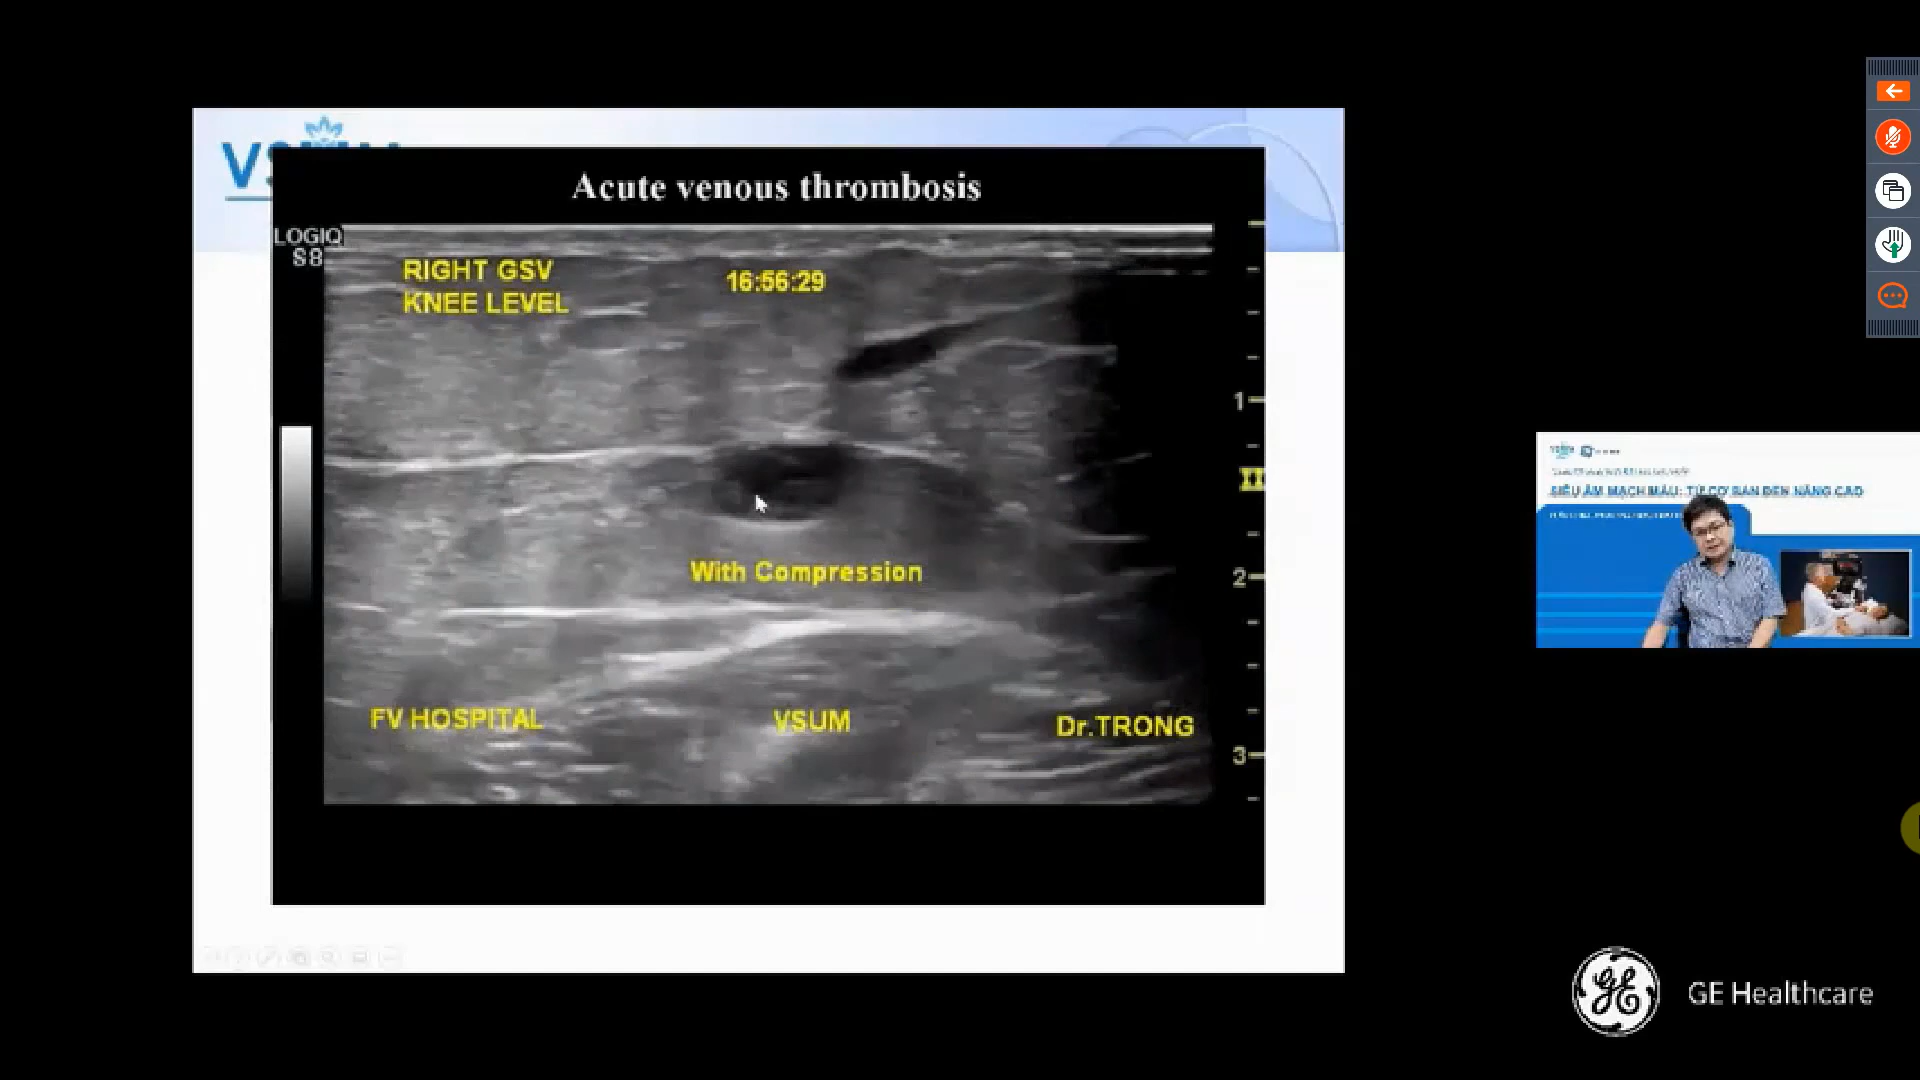 Acute venous thrombosis
LOGIQ
S8
RIGHT GSV
KNEE LEVEL
16:56:29
1
2
3
With Compression
FV HOSPITAL
VSUM
Dr.TRONG
SIÊU ÂM MẠCH MÁU: TỪ CƠ BẢN ĐẾN NÂNG CAO
GE Healthcare